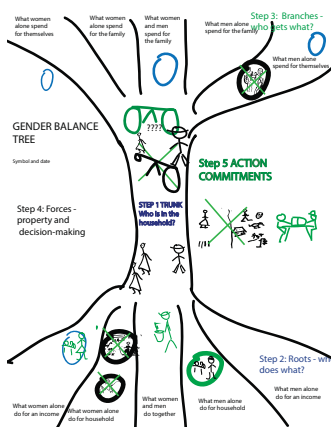 What women
alone spend
for themselves
What women
alone spend
for the family
What women
and men
spend for
the family
What men alone
spend for the family
Step 3: Branches -
who gets what?
What men alone
spend for themselves
GENDER BALANCE
TREE
Symbol and date
????
Step 5 ACTION
COMMITMENTS
STEP 1 TRUNK
Who is in the
household?
Step 4: Forces -
property and
decision-making
Step 2: Roots - wh
does what?
What men alone
do for an income
What women alone
do for an income
What women alone
do for household
What women
and men
do together
What men alone
do for household